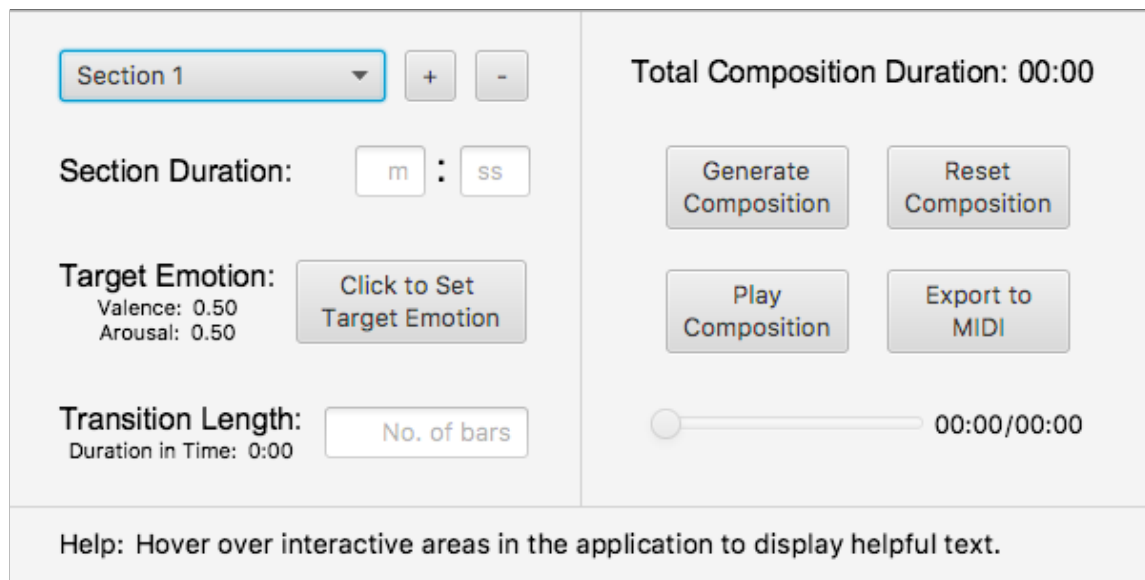 Section 1
+
-
Section Duration:
m
:
ss
Target Emotion:
Valence: 0.50
Arousal: 0.50
Click to Set
Target Emotion
Transition Length:
Duration in Time: 0:00
No. of bars
Total Composition Duration: 00:00
Generate
Composition
Reset
Composition
Play
Composition
Export to
MIDI
00:00/00:00
Help: Hover over interactive areas in the application to display helpful text.